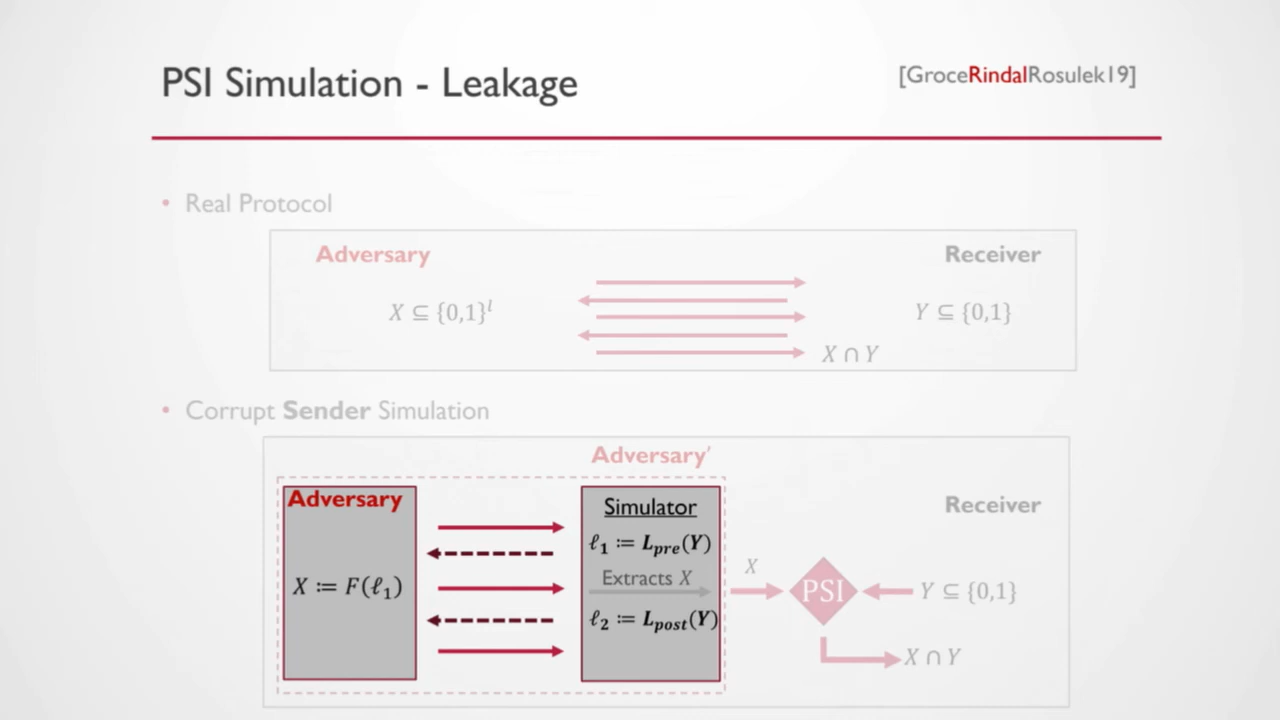 PSI Simulation - Leakage
[GroceRindalRosulek19]
• Real Protocol
Adversary
Receiver
X ⊆ {0,1}ˡ
Y ⊆ {0,1}
X ∩ Y
• Corrupt Sender Simulation
Adversary'
Adversary
Simulator
Receiver
ℓ₁ ≔ L_pre(Y)
X ≔ F(ℓ₁)
Extracts X
X
PSI
Y ⊆ {0,1}
ℓ₂ ≔ L_post(Y)
X ∩ Y